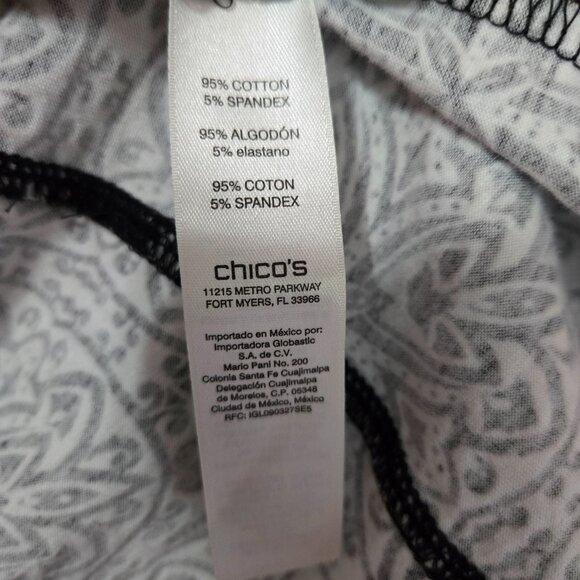 95% COTTON
5% SPANDEX
95% ALGODÓN
5% elastano
95% COTON
5% SPANDEX
chico's
11215 METRO PARKWAY
FORT MYERS, FL 33966
Importado en México por:
Importadora Globastic
S.A. de C.V.
Mario Pani No. 200
Colonia Santa Fe Cuajimalpa
Delegación Cuajimalpa
de Morelos, C.P. 05348
Ciudad de México, México
RFC: IGL090327SE5